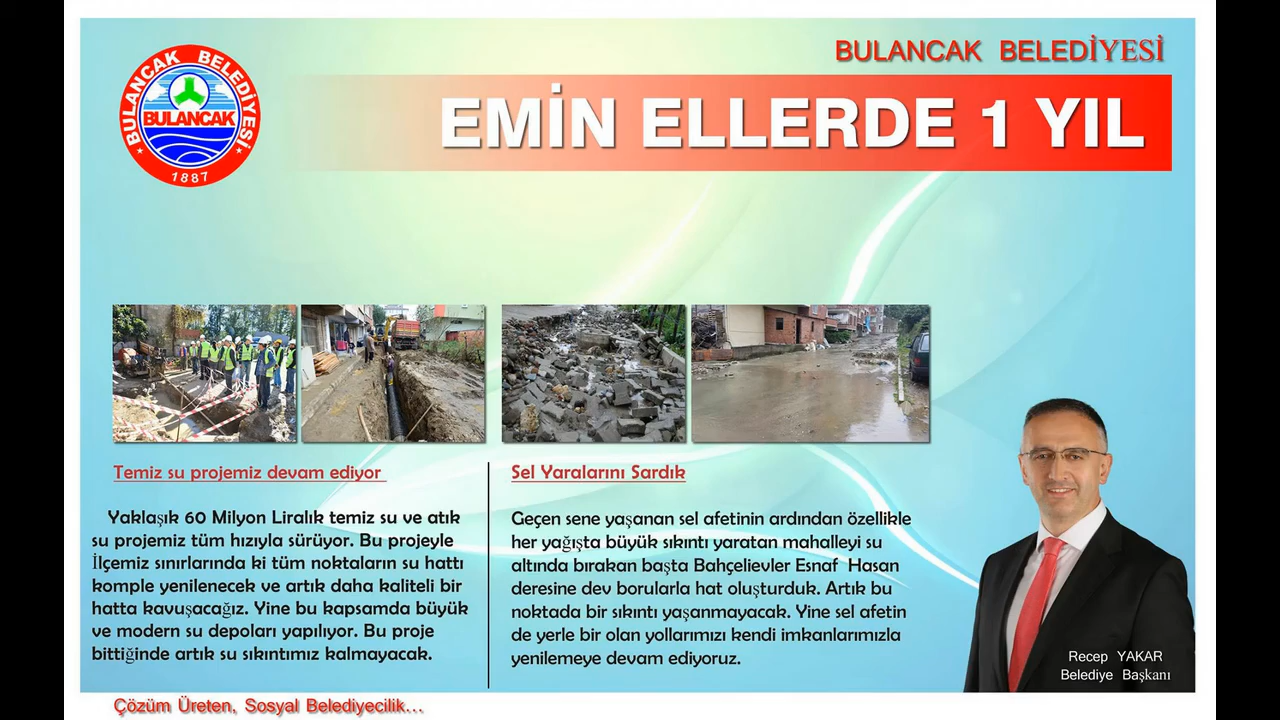 BULANCAK BELEDİYESİ
BULANCAK
1887
BULANCAK BELEDİYESİ
EMİN ELLERDE 1 YIL
Temiz su projemiz devam ediyor
Yaklaşık 60 Milyon Liralık temiz su ve atık
su projemiz tüm hızıyla sürüyor. Bu projeyle
İlçemiz sınırlarında ki tüm noktaların su hattı
komple yenilenecek ve artık daha kaliteli bir
hatta kavuşacağız. Yine bu kapsamda büyük
ve modern su depoları yapılıyor. Bu proje
bittiğinde artık su sıkıntımız kalmayacak.
Sel Yaralarını Sardık
Geçen sene yaşanan sel afetinin ardından özellikle
her yağışta büyük sıkıntı yaratan mahalleyi su
altında bırakan başta Bahçelievler Esnaf Hasan
deresine dev borularla hat oluşturduk. Artık bu
noktada bir sıkıntı yaşanmayacak. Yine sel afetin
de yerle bir olan yollarımızı kendi imkanlarımızla
yenilemeye devam ediyoruz.
Recep YAKAR
Belediye Başkanı
Çözüm Üreten, Sosyal Belediyecilik...